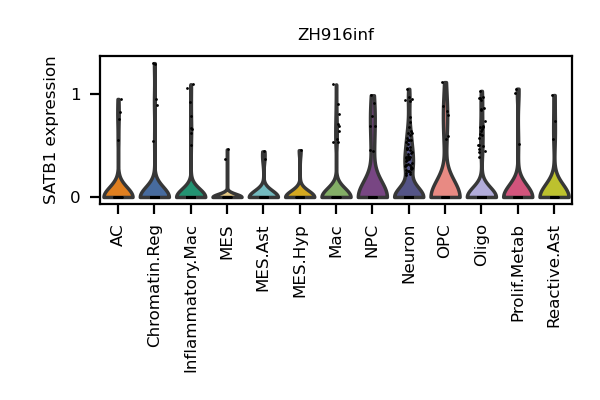 ZH916inf
SATB1 expression
1
0
AC
Chromatin.Reg
Inflammatory.Mac
MES
MES.Ast
MES.Hyp
Mac
NPC
Neuron
OPC
Oligo
Prolif.Metab
Reactive.Ast